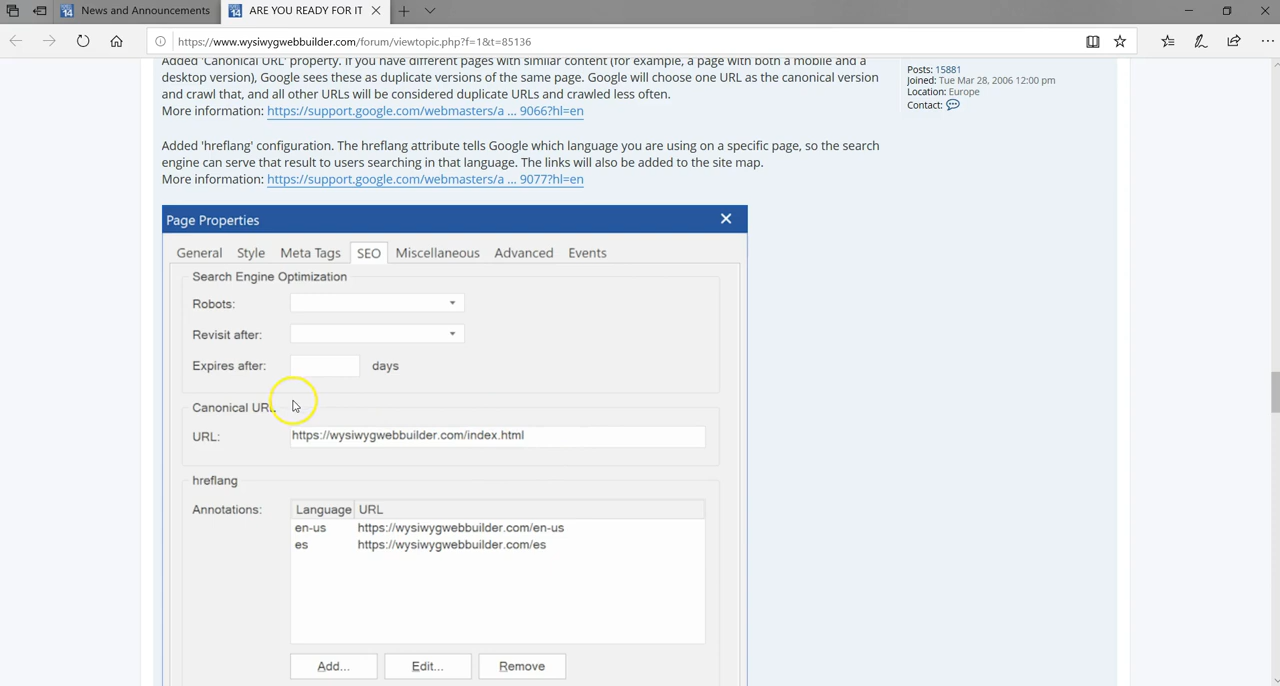 News and Announcements
ARE YOU READY FOR IT
https://www.wysiwygwebbuilder.com/forum/viewtopic.php?f=1&t=85136
Added 'Canonical URL' property. If you have different pages with similar content (for example, a page with both a mobile and a
desktop version), Google sees these as duplicate versions of the same page. Google will choose one URL as the canonical version
and crawl that, and all other URLs will be considered duplicate URLs and crawled less often.
More information: https://support.google.com/webmasters/a ... 9066?hl=en
Posts: 15881
Joined: Tue Mar 28, 2006 12:00 pm
Location: Europe
Contact:
Added 'hreflang' configuration. The hreflang attribute tells Google which language you are using on a specific page, so the search
engine can serve that result to users searching in that language. The links will also be added to the site map.
More information: https://support.google.com/webmasters/a ... 9077?hl=en
Page Properties
General Style Meta Tags SEO Miscellaneous Advanced Events
Search Engine Optimization
Robots:
Revisit after:
Expires after: days
Canonical URL
URL: https://wysiwygwebbuilder.com/index.html
hreflang
Annotations: Language URL
en-us https://wysiwygwebbuilder.com/en-us
es https://wysiwygwebbuilder.com/es
Add... Edit... Remove